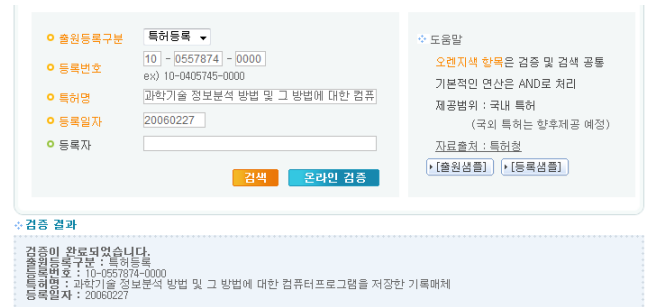 출원등록구분 특허등록
등록번호 10 - 0557874 - 0000
ex) 10-0405745-0000
특허명 과학기술 정보분석 방법 및 그 방법에 대한 컴퓨
등록일자 20060227
등록자
검색 온라인 검증
도움말
오렌지색 항목은 검증 및 검색 공통
기본적인 연산은 AND로 처리
제공범위 : 국내 특허
(국외 특허는 향후제공 예정)
자료출처 : 특허청
[출원샘플] [등록샘플]
검증 결과
검증이 완료되었습니다.
출원등록구분 : 특허등록
등록번호 : 10-0557874-0000
특허명 : 과학기술 정보분석 방법 및 그 방법에 대한 컴퓨터프로그램을 저장한 기록매체
등록일자 : 20060227